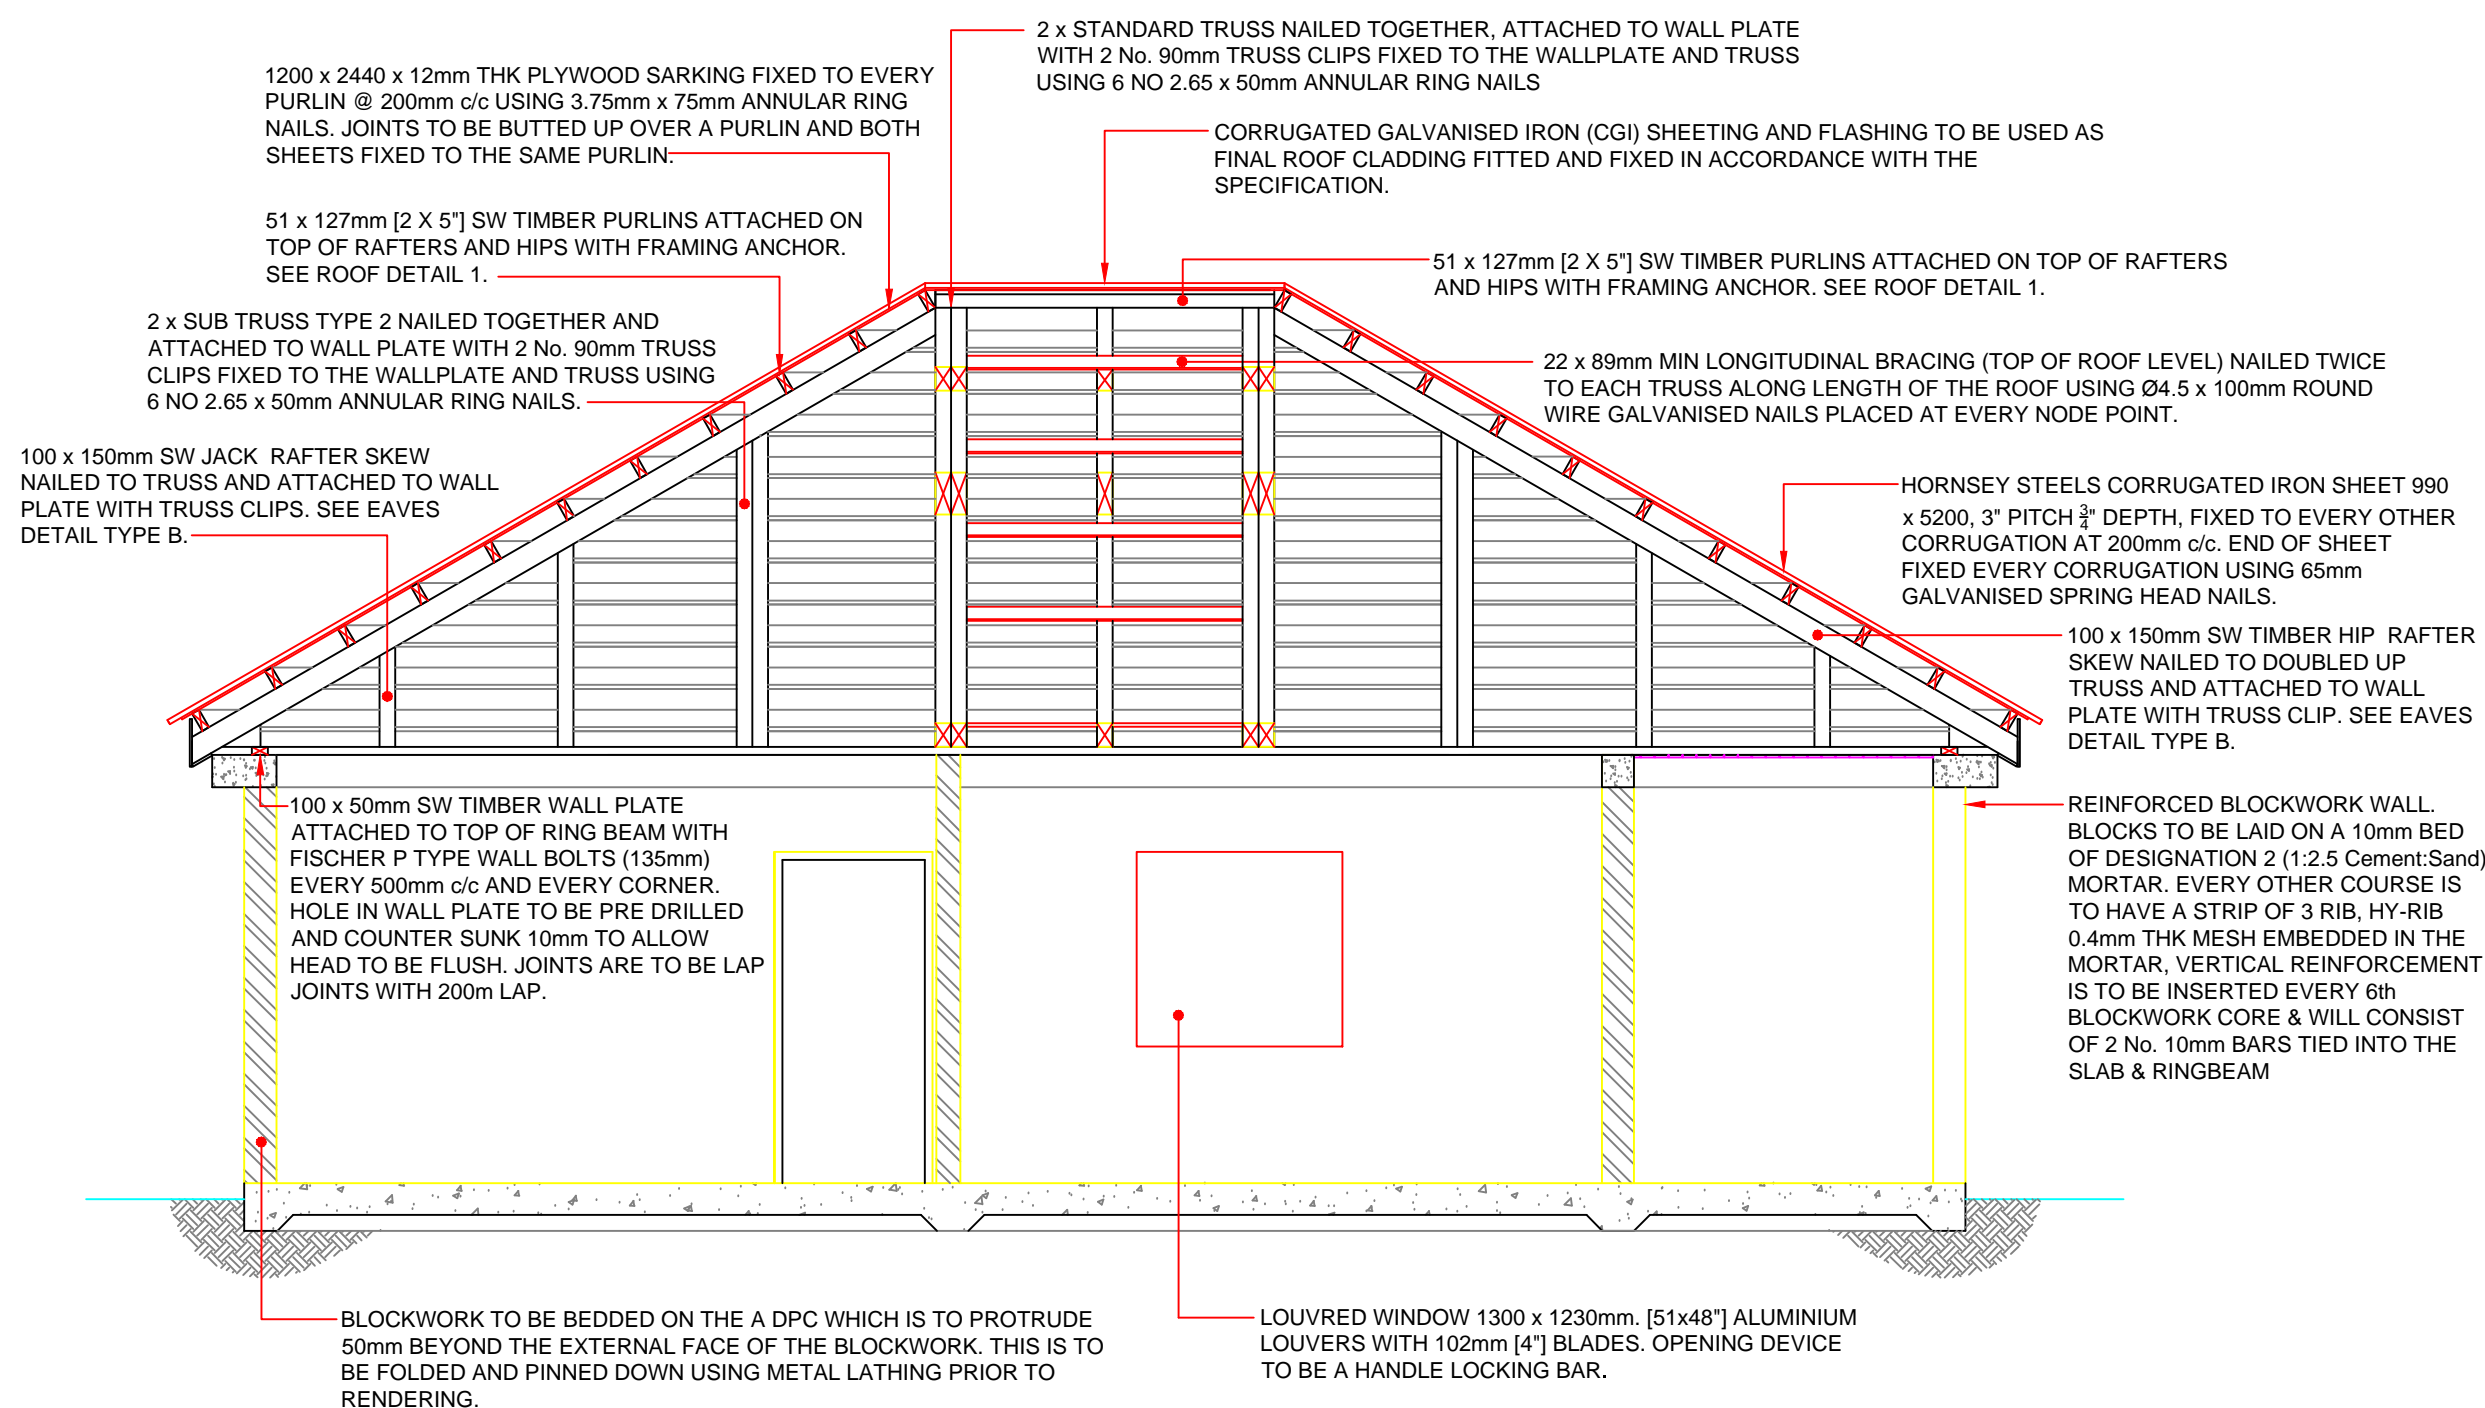 2 x STANDARD TRUSS NAILED TOGETHER, ATTACHED TO WALL PLATE
WITH 2 No. 90mm TRUSS CLIPS FIXED TO THE WALLPLATE AND TRUSS
USING 6 NO 2.65 x 50mm ANNULAR RING NAILS
1200 x 2440 x 12mm THK PLYWOOD SARKING FIXED TO EVERY
PURLIN @ 200mm c/c USING 3.75mm x 75mm ANNULAR RING
NAILS. JOINTS TO BE BUTTED UP OVER A PURLIN AND BOTH
SHEETS FIXED TO THE SAME PURLIN.
CORRUGATED GALVANISED IRON (CGI) SHEETING AND FLASHING TO BE USED AS
FINAL ROOF CLADDING FITTED AND FIXED IN ACCORDANCE WITH THE
SPECIFICATION.
51 x 127mm [2 X 5"] SW TIMBER PURLINS ATTACHED ON
TOP OF RAFTERS AND HIPS WITH FRAMING ANCHOR.
SEE ROOF DETAIL 1.
51 x 127mm [2 X 5"] SW TIMBER PURLINS ATTACHED ON TOP OF RAFTERS
AND HIPS WITH FRAMING ANCHOR. SEE ROOF DETAIL 1.
2 x SUB TRUSS TYPE 2 NAILED TOGETHER AND
ATTACHED TO WALL PLATE WITH 2 No. 90mm TRUSS
CLIPS FIXED TO THE WALLPLATE AND TRUSS USING
6 NO 2.65 x 50mm ANNULAR RING NAILS.
22 x 89mm MIN LONGITUDINAL BRACING (TOP OF ROOF LEVEL) NAILED TWICE
TO EACH TRUSS ALONG LENGTH OF THE ROOF USING Ø4.5 x 100mm ROUND
WIRE GALVANISED NAILS PLACED AT EVERY NODE POINT.
100 x 150mm SW JACK RAFTER SKEW
NAILED TO TRUSS AND ATTACHED TO WALL
PLATE WITH TRUSS CLIPS. SEE EAVES
DETAIL TYPE B.
HORNSEY STEELS CORRUGATED IRON SHEET 990
x 5200, 3" PITCH 3/4" DEPTH, FIXED TO EVERY OTHER
CORRUGATION AT 200mm c/c. END OF SHEET
FIXED EVERY CORRUGATION USING 65mm
GALVANISED SPRING HEAD NAILS.
100 x 150mm SW TIMBER HIP RAFTER
SKEW NAILED TO DOUBLED UP
TRUSS AND ATTACHED TO WALL
PLATE WITH TRUSS CLIP. SEE EAVES
DETAIL TYPE B.
100 x 50mm SW TIMBER WALL PLATE
ATTACHED TO TOP OF RING BEAM WITH
FISCHER P TYPE WALL BOLTS (135mm)
EVERY 500mm c/c AND EVERY CORNER.
HOLE IN WALL PLATE TO BE PRE DRILLED
AND COUNTER SUNK 10mm TO ALLOW
HEAD TO BE FLUSH. JOINTS ARE TO BE LAP
JOINTS WITH 200m LAP.
REINFORCED BLOCKWORK WALL.
BLOCKS TO BE LAID ON A 10mm BED
OF DESIGNATION 2 (1:2.5 Cement:Sand)
MORTAR. EVERY OTHER COURSE IS
TO HAVE A STRIP OF 3 RIB, HY-RIB
0.4mm THK MESH EMBEDDED IN THE
MORTAR, VERTICAL REINFORCEMENT
IS TO BE INSERTED EVERY 6th
BLOCKWORK CORE & WILL CONSIST
OF 2 No. 10mm BARS TIED INTO THE
SLAB & RINGBEAM
BLOCKWORK TO BE BEDDED ON THE A DPC WHICH IS TO PROTRUDE
50mm BEYOND THE EXTERNAL FACE OF THE BLOCKWORK. THIS IS TO
BE FOLDED AND PINNED DOWN USING METAL LATHING PRIOR TO
RENDERING.
LOUVRED WINDOW 1300 x 1230mm. [51x48"] ALUMINIUM
LOUVERS WITH 102mm [4"] BLADES. OPENING DEVICE
TO BE A HANDLE LOCKING BAR.